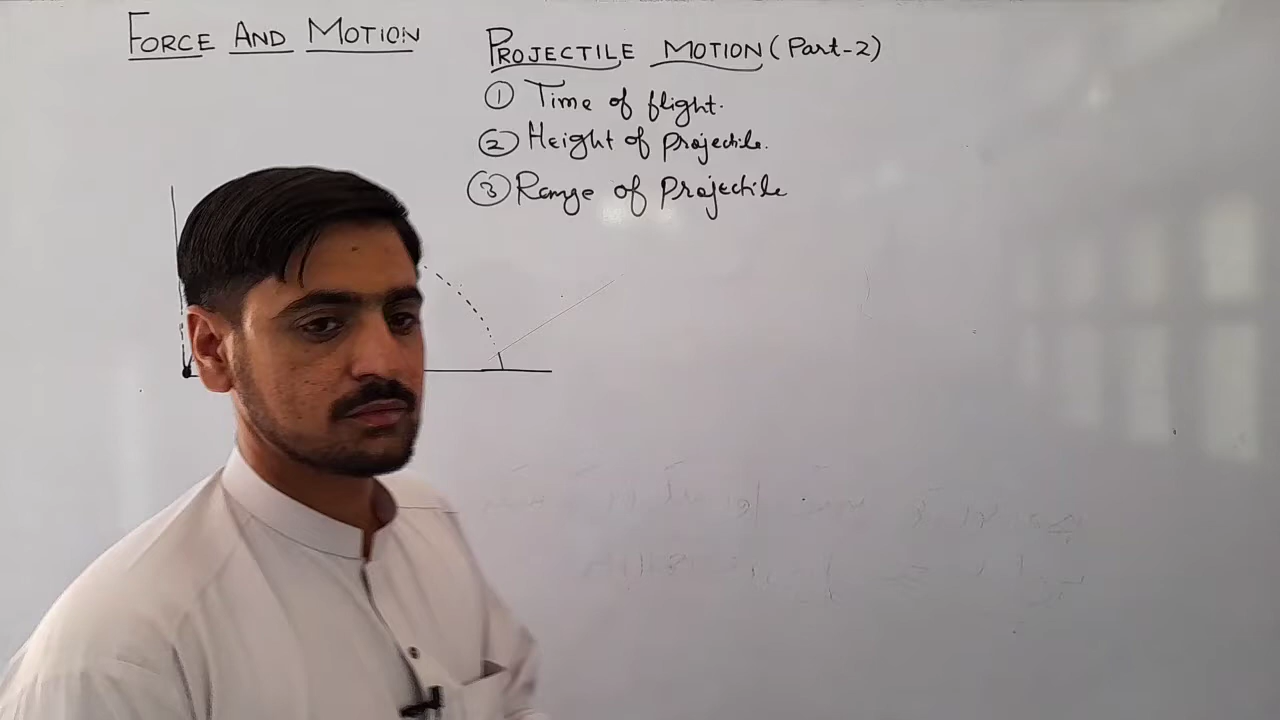 FORCE AND MOTION
PROJECTILE MOTION (Part-2)
① Time of flight.
② Height of Projectile.
③ Range of Projectile